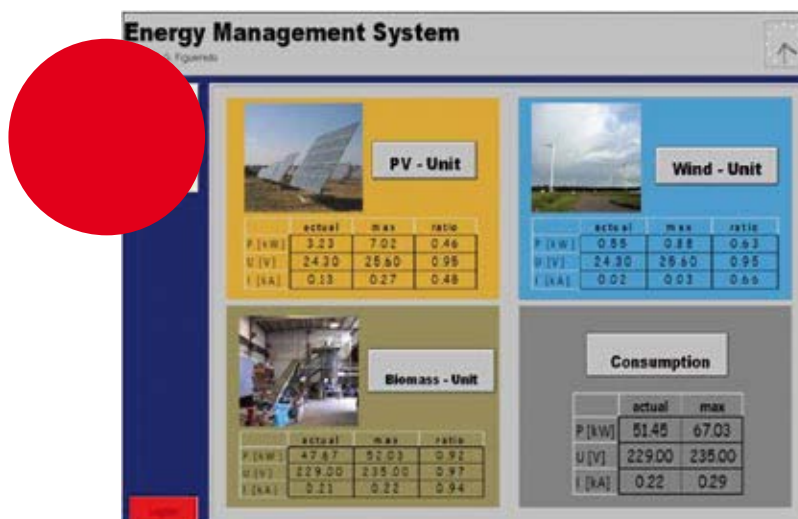 Energy Management System
Figueiredo
PV - Unit
actual max ratio
P [kW] 3.23 7.02 0.46
U [V] 24.30 25.60 0.95
I [kA] 0.13 0.27 0.48
Wind - Unit
actual max ratio
P [kW] 0.55 0.88 0.63
U [V] 24.30 25.60 0.95
I [kA] 0.02 0.03 0.66
Biomass - Unit
actual max ratio
P [kW] 47.67 52.03 0.92
U [V] 229.00 235.00 0.97
I [kA] 0.21 0.22 0.94
Consumption
actual max
P [kW] 51.45 67.03
U [V] 229.00 235.00
I [kA] 0.22 0.29